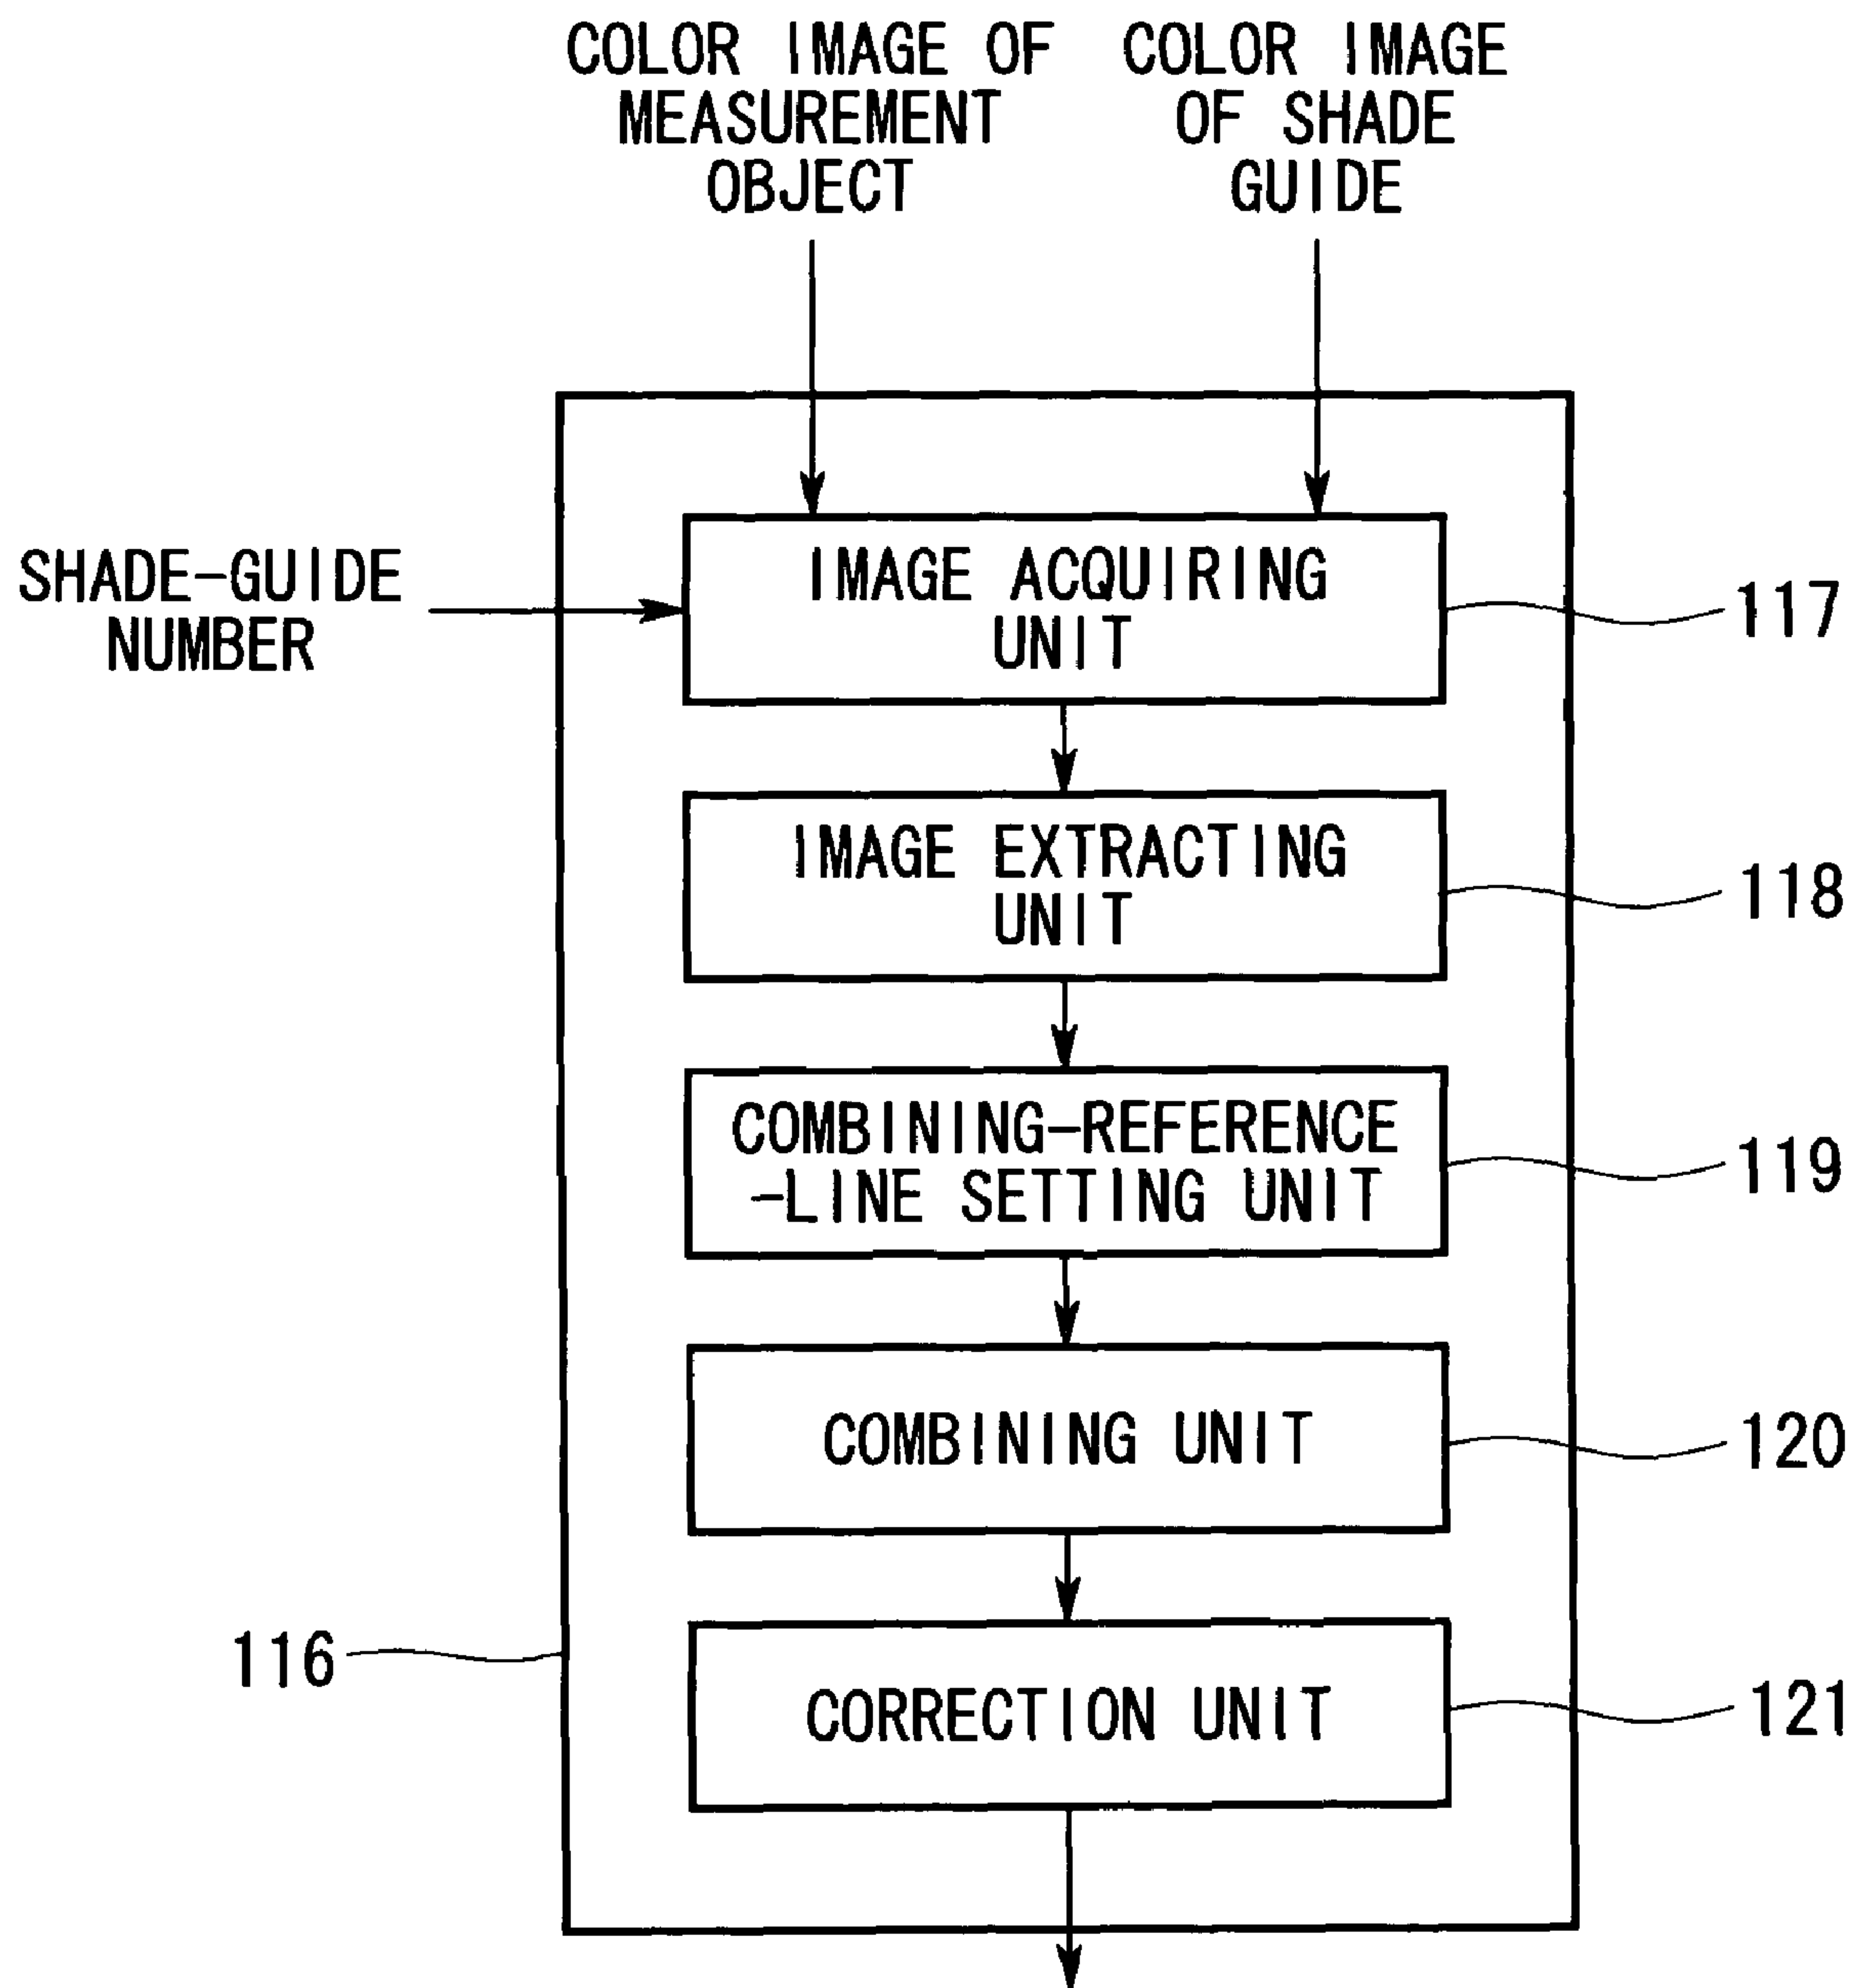 COLOR IMAGE OF
MEASUREMENT
OBJECT
COLOR IMAGE
OF SHADE
GUIDE
SHADE-GUIDE
NUMBER
IMAGE ACQUIRING
UNIT
117
IMAGE EXTRACTING
UNIT
118
COMBINING-REFERENCE
-LINE SETTING UNIT
119
COMBINING UNIT
120
116
CORRECTION UNIT
121